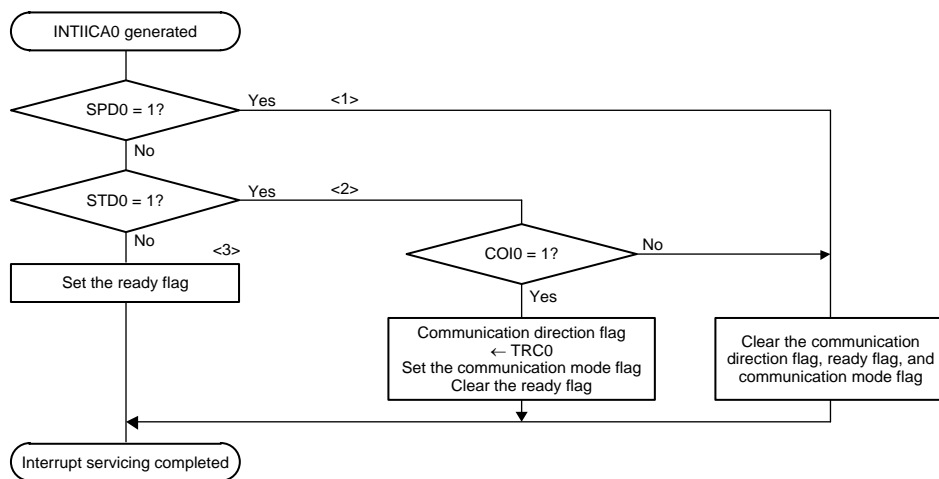 INTIICA0 generated
SPD0 = 1?
Yes
<1>
No
STD0 = 1?
Yes
<2>
No
<3>
Set the ready flag
COI0 = 1?
No
Yes
Communication direction flag
← TRC0
Set the communication mode flag
Clear the ready flag
Clear the communication
direction flag, ready flag, and
communication mode flag
Interrupt servicing completed